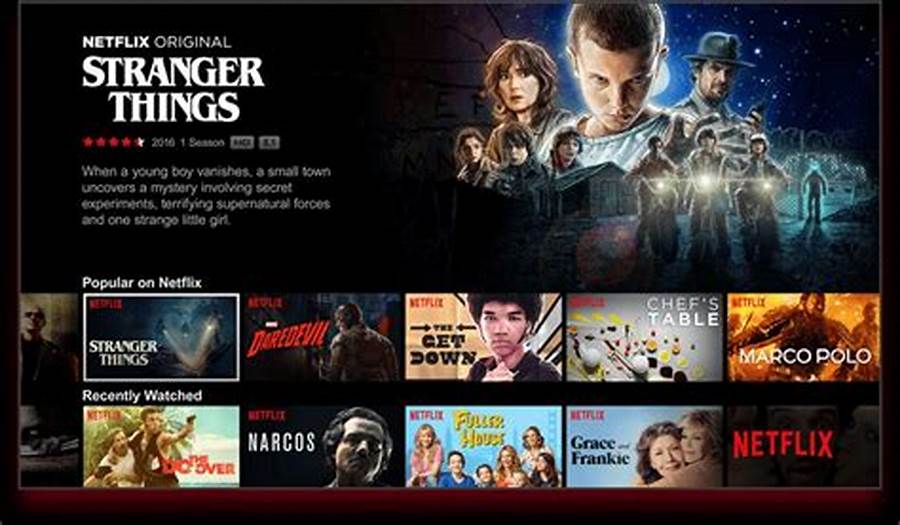 NETFLIX ORIGINAL
STRANGER
THINGS
2016 1 Season HD 5.1
When a young boy vanishes, a small town
uncovers a mystery involving secret
experiments, terrifying supernatural forces
and one strange little girl.
Popular on Netflix
NETFLIX
STRANGER
THINGS
NETFLIX
MARVEL
DAREDEVIL
NETFLIX
THE
GET
DOWN
NETFLIX
CHEF'S
TABLE
NETFLIX
MARCO POLO
Recently Watched
NETFLIX
THE
DO OVER
NETFLIX
NARCOS
NETFLIX
FULLER
HOUSE
NETFLIX
Grace and
Frankie
NETFLIX